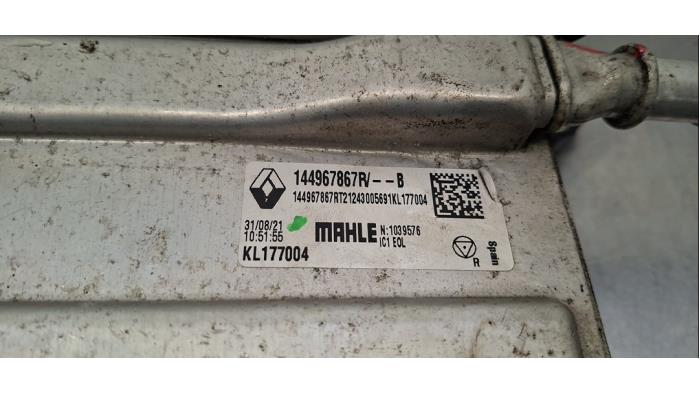 144967867R/--B
144967867RT21243005691KL177004
31/08/21
10:51:55
MAHLE
N:1039576
IC1 EOL
KL177004
R
Spain